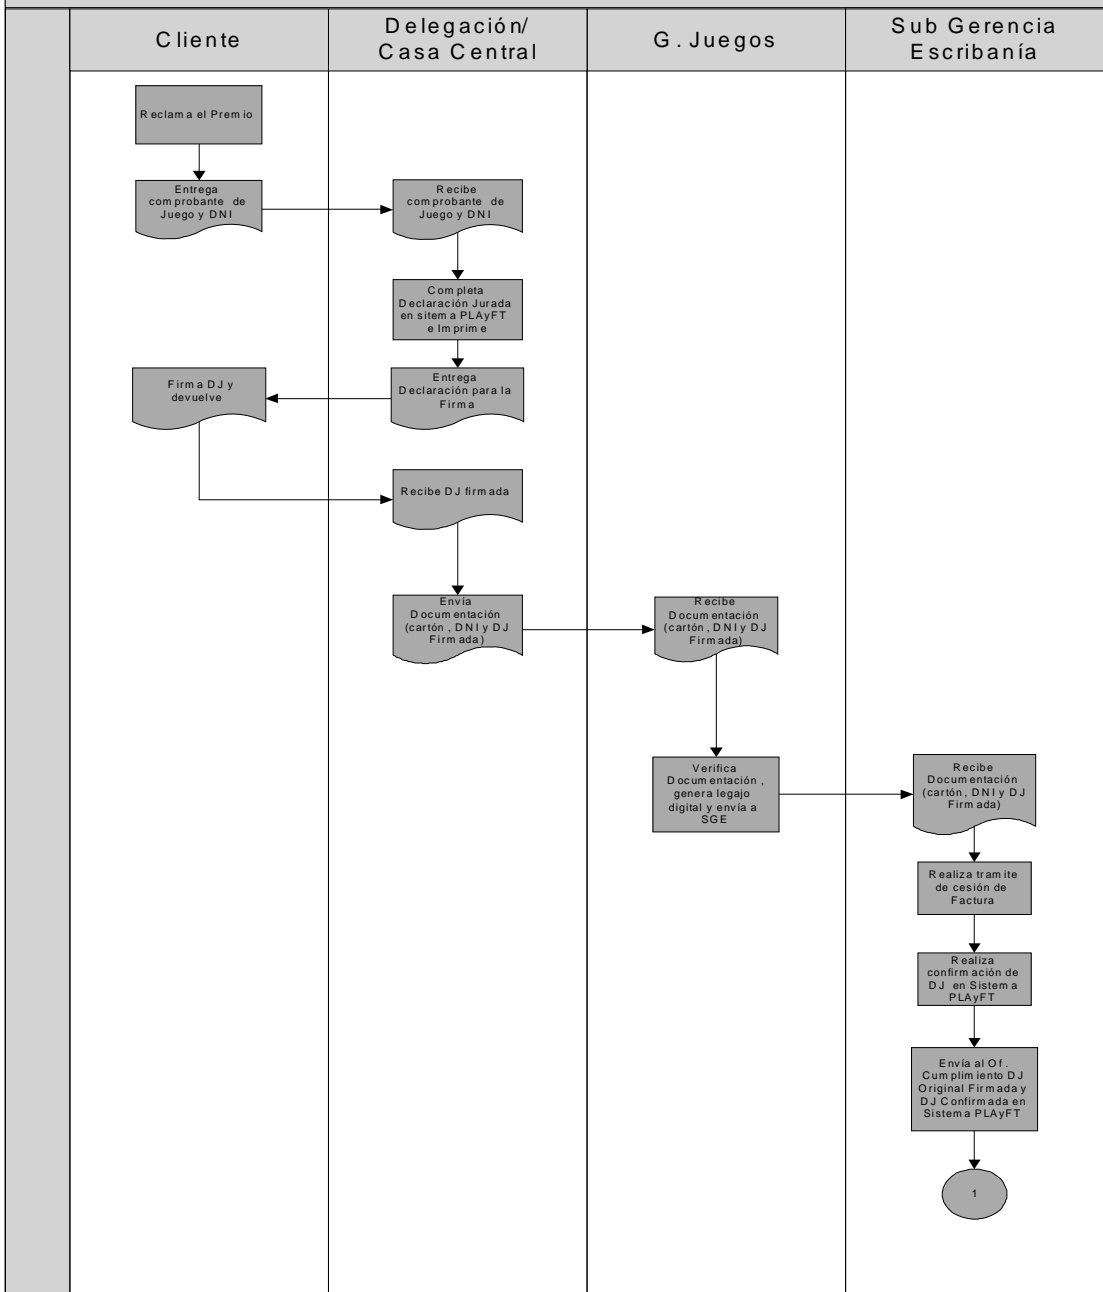 Cliente
Delegación/
Casa Central
G. Juegos
Sub Gerencia
Escribanía
Reclama el Premio
Entrega
comprobante de
Juego y DNI
Recibe
comprobante de
Juego y DNI
Completa
Declaración Jurada
en sitema PLAyFT
e Imprime
Entrega
Declaración para la
Firma
Firma DJ y
devuelve
Recibe DJ firmada
Envía
Documentación
(cartón, DNI y DJ
Firmada)
Recibe
Documentación
(cartón, DNI y DJ
Firmada)
Verifica
Documentación,
genera legajo
digital y envía a
SGE
Recibe
Documentación
(cartón, DNI y DJ
Firmada)
Realiza tramite
de cesión de
Factura
Realiza
confirmación de
DJ en Sistema
PLAyFT
Envía al Of.
Cumplimiento DJ
Original Firmada y
DJ Confirmada en
Sistema PLAyFT
1